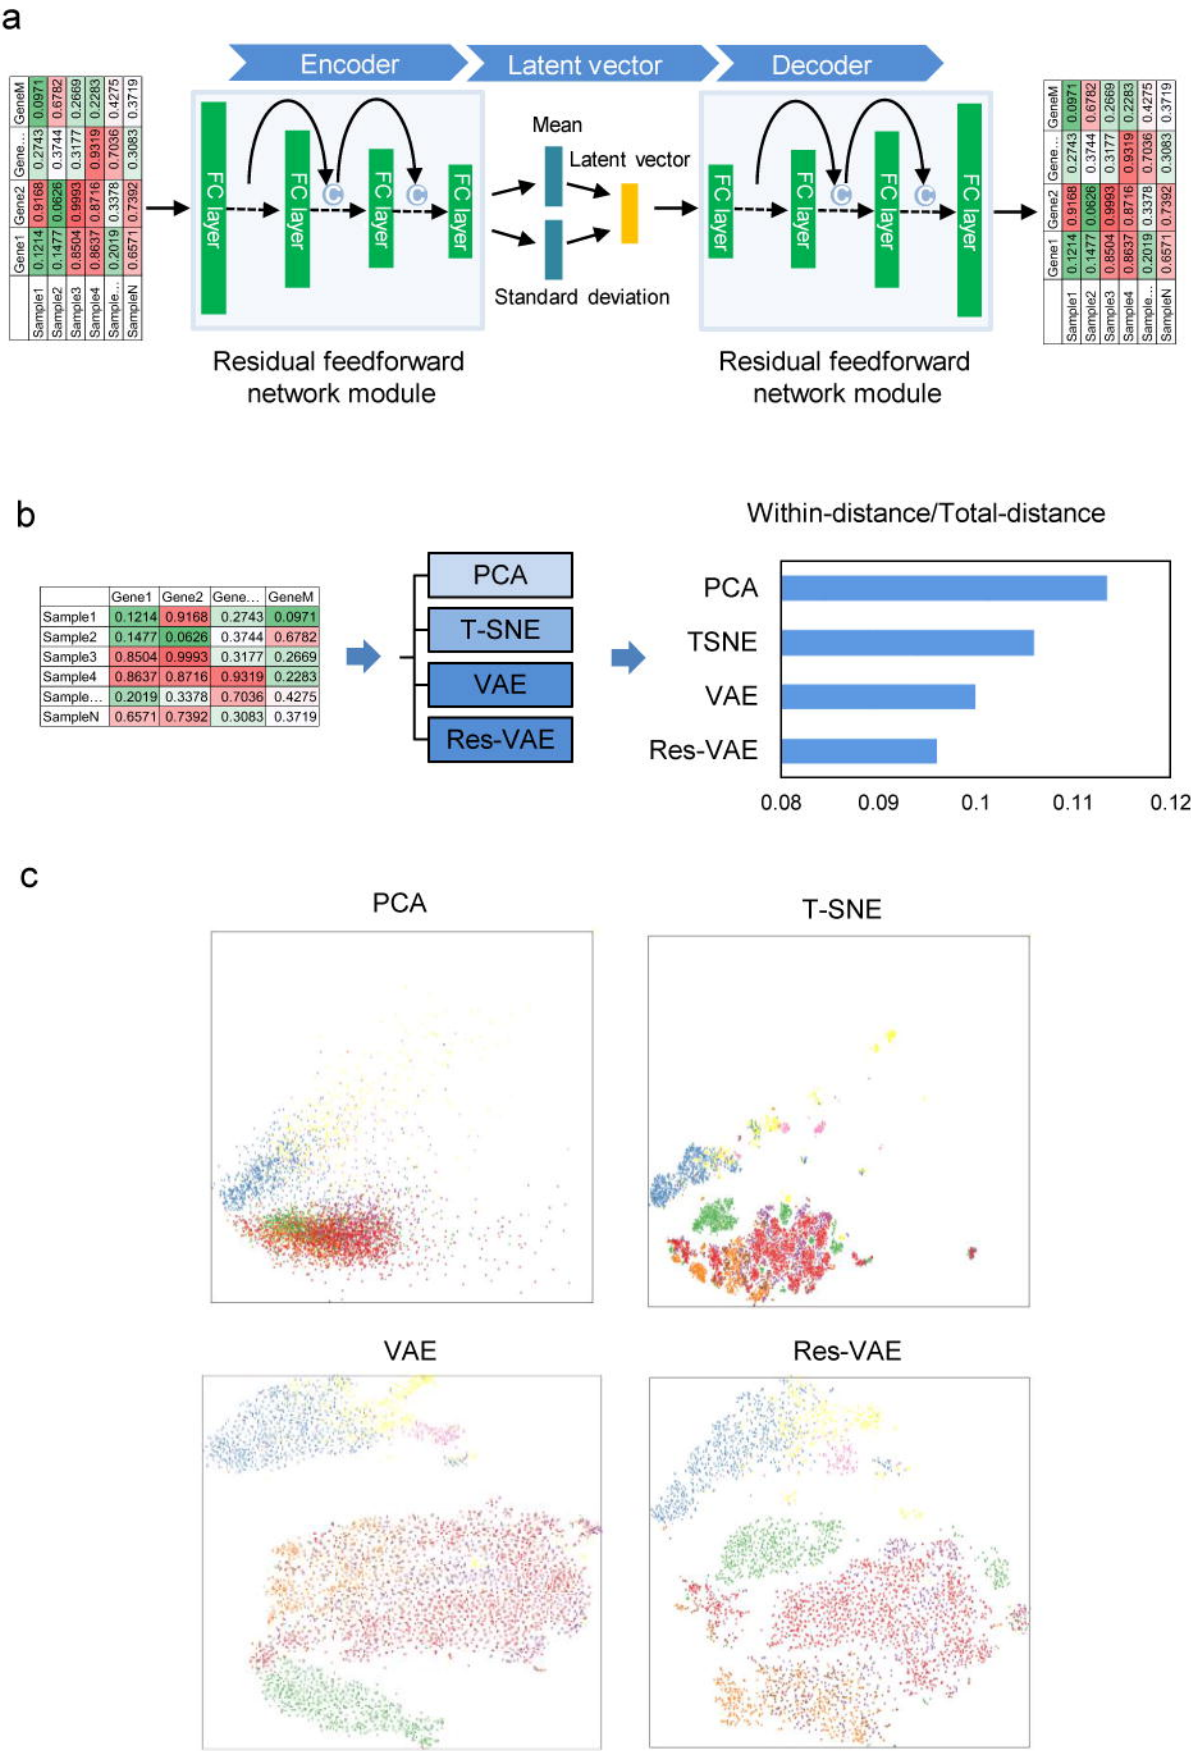 a
Encoder
Latent vector
Decoder
GeneM 0.0971 0.6782 0.2669 0.2283 0.4275 0.3719
Gene... 0.2743 0.3744 0.3177 0.9319 0.7036 0.3083
Gene2 0.9168 0.0626 0.9993 0.8716 0.3378 0.7392
Gene1 0.1214 0.1477 0.8504 0.8637 0.2019 0.6571
Sample1 Sample2 Sample3 Sample4 Sample... SampleN
FC layer
FC layer
C
FC layer
C
FC layer
Mean
Latent vector
Standard deviation
FC layer
FC layer
C
FC layer
C
FC layer
GeneM 0.0971 0.6782 0.2669 0.2283 0.4275 0.3719
Gene... 0.2743 0.3744 0.3177 0.9319 0.7036 0.3083
Gene2 0.9168 0.0626 0.9993 0.8716 0.3378 0.7392
Gene1 0.1214 0.1477 0.8504 0.8637 0.2019 0.6571
Sample1 Sample2 Sample3 Sample4 Sample... SampleN
Residual feedforward
network module
Residual feedforward
network module
b
Gene1 Gene2 Gene... GeneM
Sample1 0.1214 0.9168 0.2743 0.0971
Sample2 0.1477 0.0626 0.3744 0.6782
Sample3 0.8504 0.9993 0.3177 0.2669
Sample4 0.8637 0.8716 0.9319 0.2283
Sample... 0.2019 0.3378 0.7036 0.4275
SampleN 0.6571 0.7392 0.3083 0.3719
PCA
T-SNE
VAE
Res-VAE
Within-distance/Total-distance
PCA
TSNE
VAE
Res-VAE
0.08 0.09 0.1 0.11 0.12
c
PCA
T-SNE
VAE
Res-VAE